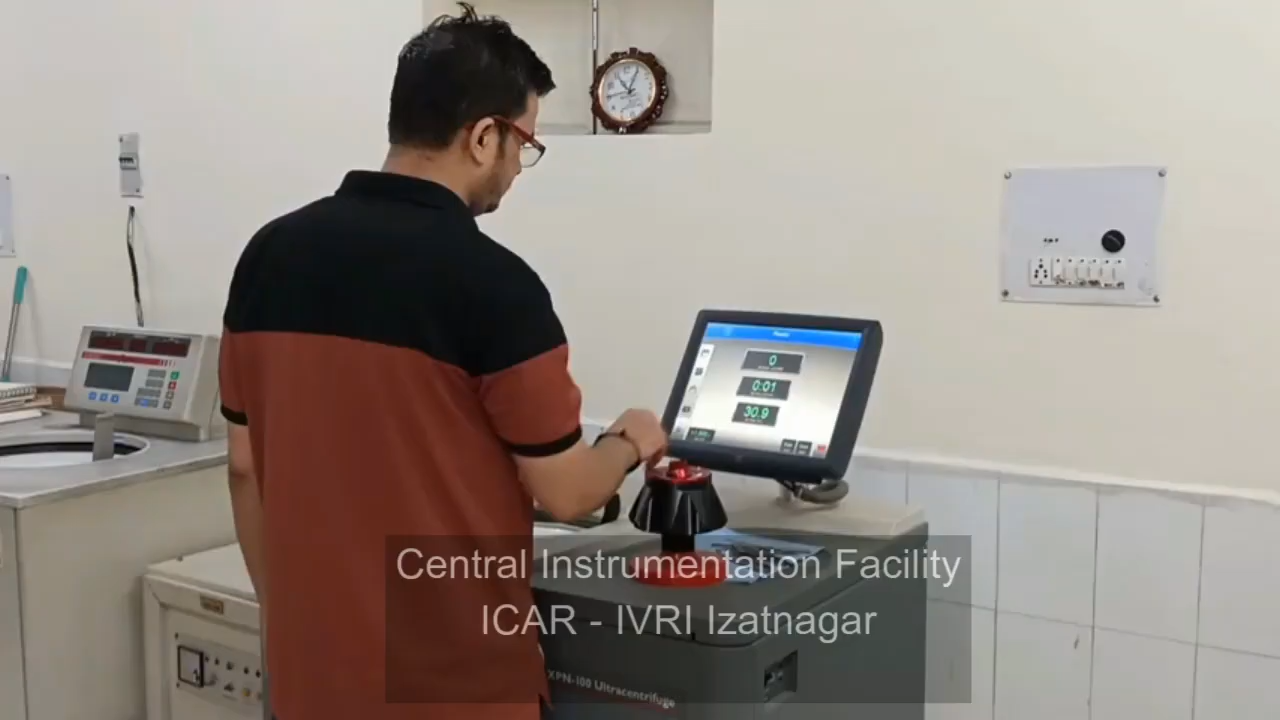 0
0:01
30.9
Central Instrumentation Facility
ICAR - IVRI Izatnagar
XPN-100 Ultracentrifuge